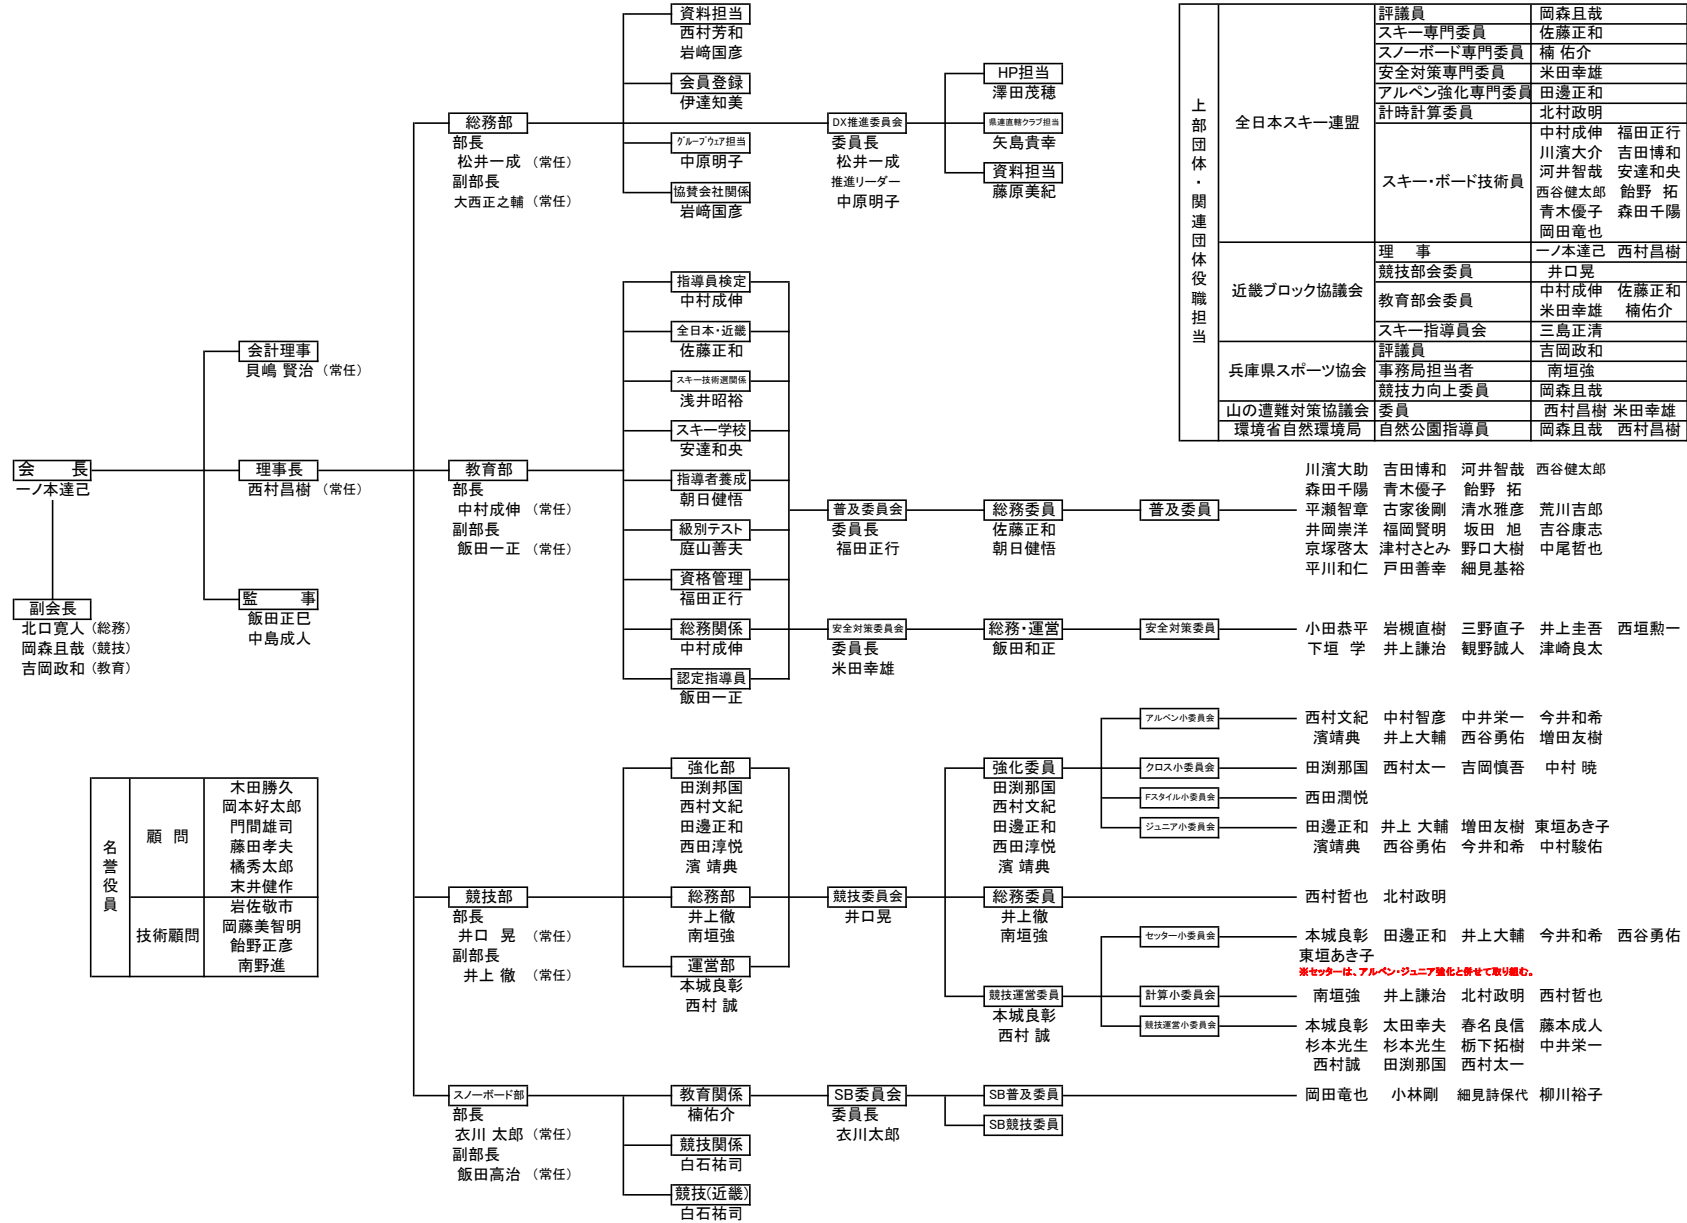 会　　長
一ノ本達己
副会長
北口寛人（総務）
岡森且哉（競技）
吉岡政和（教育）
会計理事
貝嶋 賢治（常任）
理事長
西村昌樹（常任）
監　　事
飯田正巳
中島成人
名誉役員
顧　問
木田勝久
岡本好太郎
門間雄司
藤田孝夫
橘秀太郎
末井健作
技術顧問
岩佐敬市
岡藤美智明
飴野正彦
南野進
総務部
部長
松井一成（常任）
副部長
大西正之輔（常任）
資料担当
西村芳和
岩﨑国彦
会員登録
伊達知美
グループウェア担当
中原明子
協賛会社関係
岩﨑国彦
DX推進委員会
委員長
松井一成
推進リーダー
中原明子
HP担当
澤田茂穂
県連直轄クラブ担当
矢島貴幸
資料担当
藤原美紀
教育部
部長
中村成伸（常任）
副部長
飯田一正（常任）
指導員検定
中村成伸
全日本・近畿
佐藤正和
スキー技術選関係
浅井昭裕
スキー学校
安達和央
指導者養成
朝日健悟
級別テスト
庭山善夫
資格管理
福田正行
総務関係
中村成伸
認定指導員
飯田一正
普及委員会
委員長
福田正行
総務委員
佐藤正和
朝日健悟
普及委員
川濱大助　吉田博和　河井智哉　西谷健太郎
森田千陽　青木優子　飴野 拓
平瀬智章　古家後剛　清水雅彦　荒川吉郎
井岡崇洋　福岡賢明　坂田　旭　吉谷康志
京塚啓太　津村さとみ　野口大樹　中尾哲也
平川和仁　戸田善幸　細見基裕
安全対策委員会
委員長
米田幸雄
総務・運営
飯田和正
安全対策委員
小田恭平　岩槻直樹　三野直子　井上圭吾　西垣勲一
下垣　学　井上謙治　観野誠人　津崎良太
競技部
部長
井口　晃（常任）
副部長
井上 徹（常任）
強化部
田渕邦国
西村文紀
田邊正和
西田淳悦
濱 靖典
総務部
井上徹
南垣強
運営部
本城良彰
西村 誠
競技委員会
井口晃
強化委員
田渕那国
西村文紀
田邊正和
西田淳悦
濱 靖典
アルペン小委員会
西村文紀　中村智彦　中井栄一　今井和希
濱靖典　井上大輔　西谷勇佑　増田友樹
クロス小委員会
田渕那国　西村太一　吉岡慎吾　中村 暁
Fスタイル小委員会
西田潤悦
ジュニア小委員会
田邊正和　井上 大輔　増田友樹　東垣あき子
濱靖典　西谷勇佑　今井和希　中村駿佑
総務委員
井上徹
南垣強
西村哲也　北村政明
競技運営委員
本城良彰
西村 誠
セッター小委員会
本城良彰　田邊正和　井上大輔　今井和希　西谷勇佑
東垣あき子
※セッターは、アルペン・ジュニア強化と併せて取り組む。
計算小委員会
南垣強　井上謙治　北村政明　西村哲也
競技運営小委員会
本城良彰　太田幸夫　春名良信　藤本成人
杉本光生　杉本光生　栃下拓樹　中井栄一
西村誠　田渕那国　西村太一
スノーボード部
部長
衣川 太郎（常任）
副部長
飯田高治（常任）
教育関係
楠佑介
競技関係
白石祐司
競技(近畿)
白石祐司
SB委員会
委員長
衣川太郎
SB普及委員
岡田竜也　小林剛　細見詩保代　柳川裕子
SB競技委員
上部団体・関連団体役職担当
全日本スキー連盟
評議員　岡森且哉
スキー専門委員　佐藤正和
スノーボード専門委員　楠 佑介
安全対策専門委員　米田幸雄
アルペン強化専門委員　田邊正和
計時計算委員　北村政明
スキー・ボード技術員
中村成伸　福田正行
川濱大介　吉田博和
河井智哉　安達和央
西谷健太郎　飴野 拓
青木優子　森田千陽
岡田竜也
近畿ブロック協議会
理　事　一ノ本達己　西村昌樹
競技部会委員　井口晃
教育部会委員
中村成伸　佐藤正和
米田幸雄　楠佑介
スキー指導員会　三島正清
兵庫県スポーツ協会
評議員　吉岡政和
事務局担当者　南垣強
競技力向上委員　岡森且哉
山の遭難対策協議会　委員　西村昌樹 米田幸雄
環境省自然環境局　自然公園指導員　岡森且哉　西村昌樹